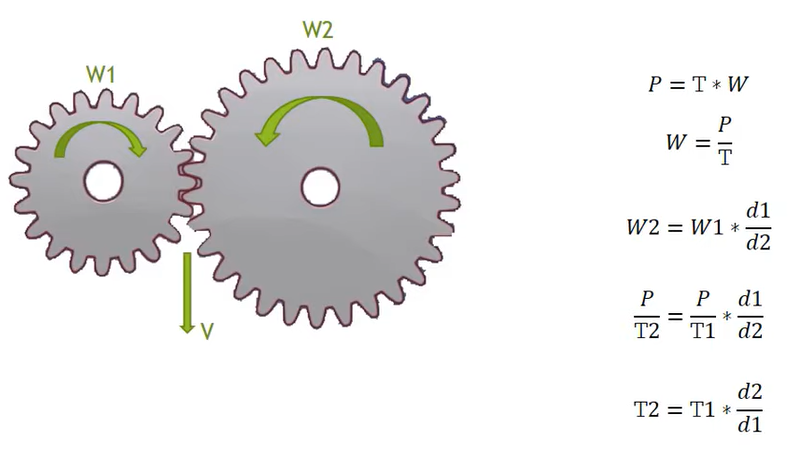 W1
W2
V
P = T * W
W = P/T
W2 = W1 * d1/d2
P/T2 = P/T1 * d1/d2
T2 = T1 * d2/d1